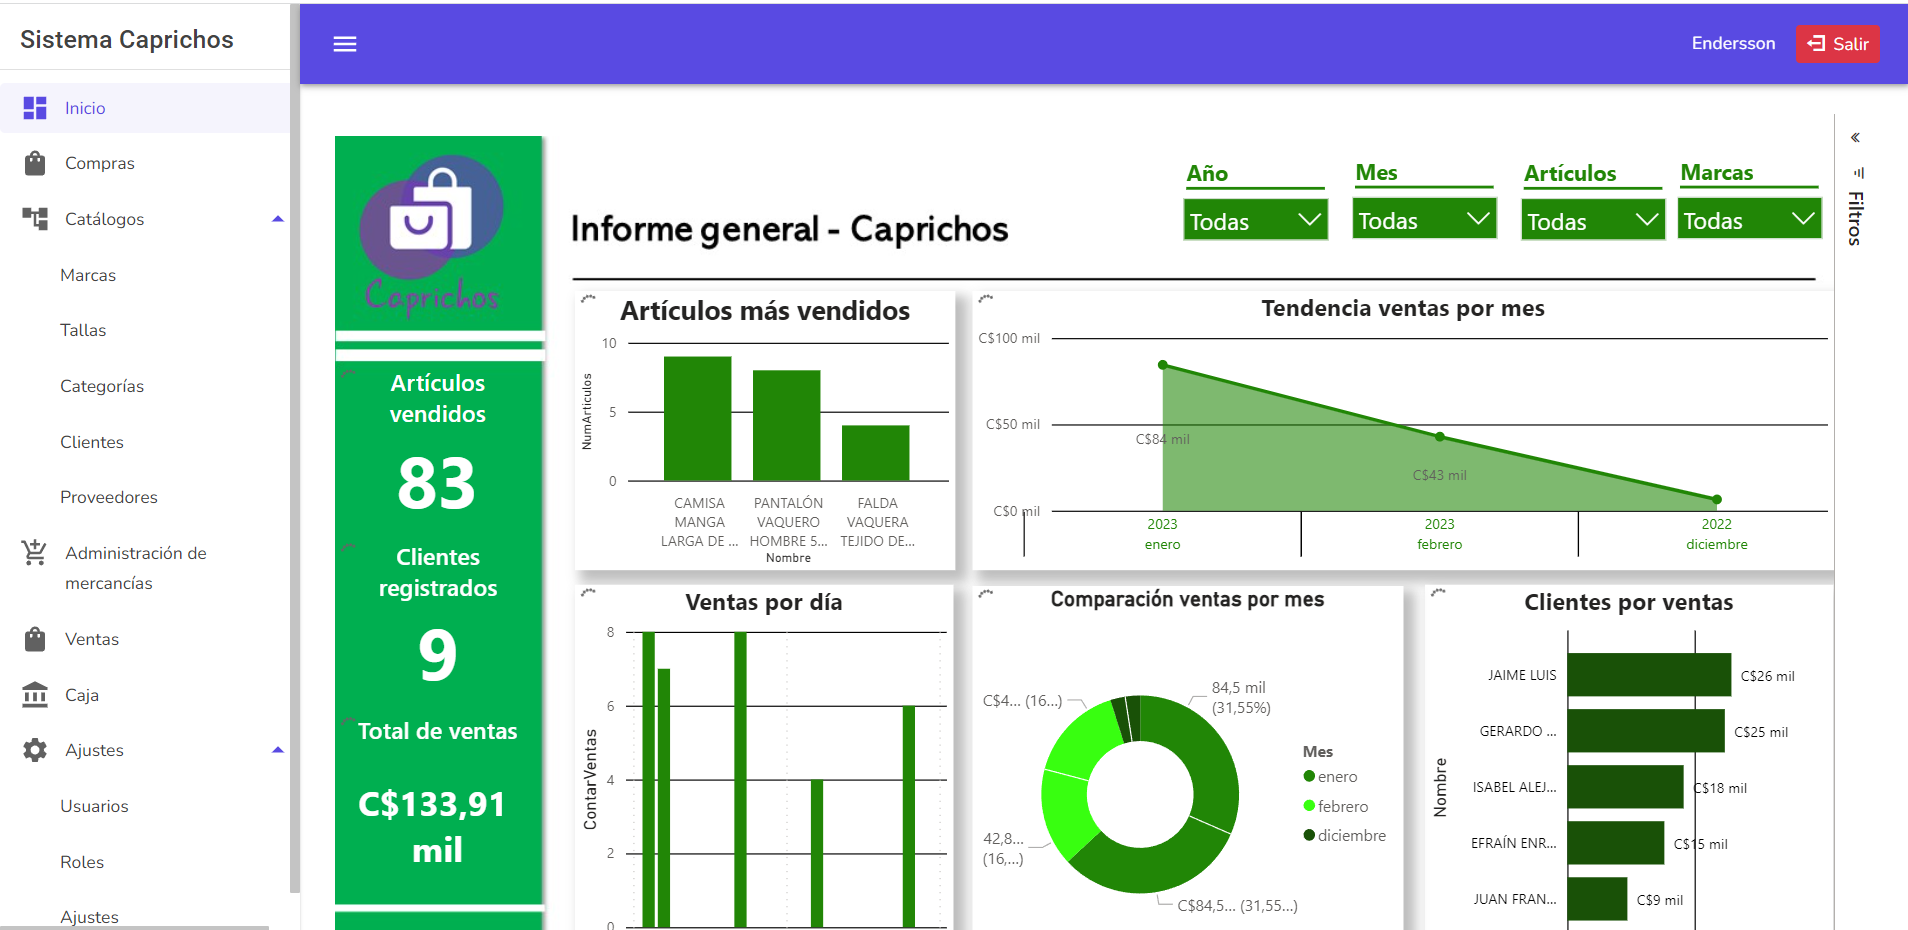 Sistema Caprichos
Inicio
Compras
Catálogos
Marcas
Tallas
Categorías
Clientes
Proveedores
Administración de
mercancías
Ventas
Caja
Ajustes
Usuarios
Roles
Ajustes
Endersson
Salir
Caprichos
Artículos
vendidos
83
Clientes
registrados
9
Total de ventas
C$133,91
mil
Informe general - Caprichos
Año
Todas
Mes
Todas
Artículos
Todas
Marcas
Todas
Filtros
Artículos más vendidos
NumArticulos
10
5
0
CAMISA
MANGA
LARGA DE ...
PANTALÓN
VAQUERO
HOMBRE 5...
FALDA
VAQUERA
TEJIDO DE...
Nombre
Tendencia ventas por mes
C$100 mil
C$50 mil
C$0 mil
C$84 mil
C$43 mil
2023
enero
2023
febrero
2022
diciembre
Ventas por día
ContarVentas
8
6
4
2
0
Comparación ventas por mes
C$4... (16...)
84,5 mil
(31,55%)
42,8...
(16,...)
C$84,5... (31,55...)
Mes
enero
febrero
diciembre
Clientes por ventas
Nombre
JAIME LUIS
C$26 mil
GERARDO ...
C$25 mil
ISABEL ALEJ...
C$18 mil
EFRAÍN ENR...
C$15 mil
JUAN FRAN...
C$9 mil